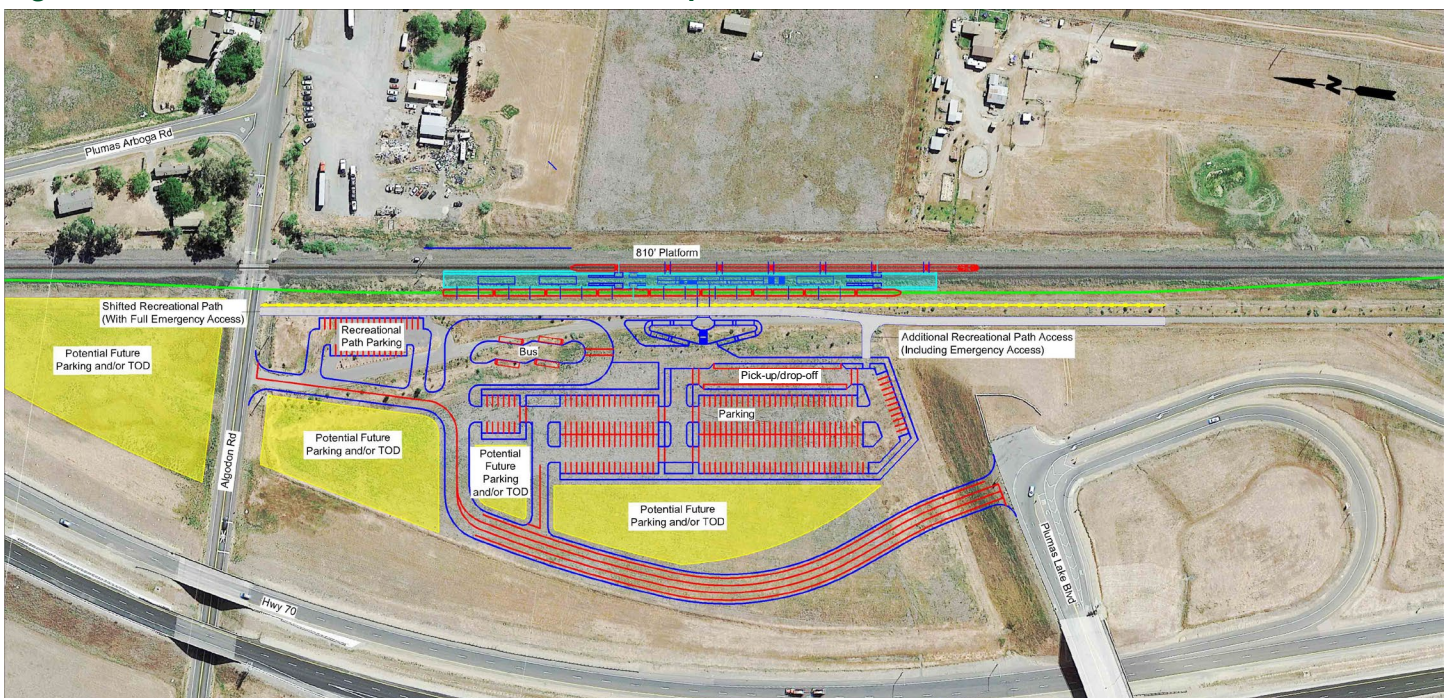 Plumas Arboga Rd
N
810' Platform
Shifted Recreational Path
(With Full Emergency Access)
Recreational
Path Parking
Additional Recreational Path Access
(Including Emergency Access)
Potential Future
Parking and/or TOD
Bus
Pick-up/drop-off
Parking
Algodon Rd
Potential Future
Parking and/or TOD
Potential
Future
Parking
and/or TOD
Potential Future
Parking and/or TOD
Plumas Lake Blvd
Hwy 70